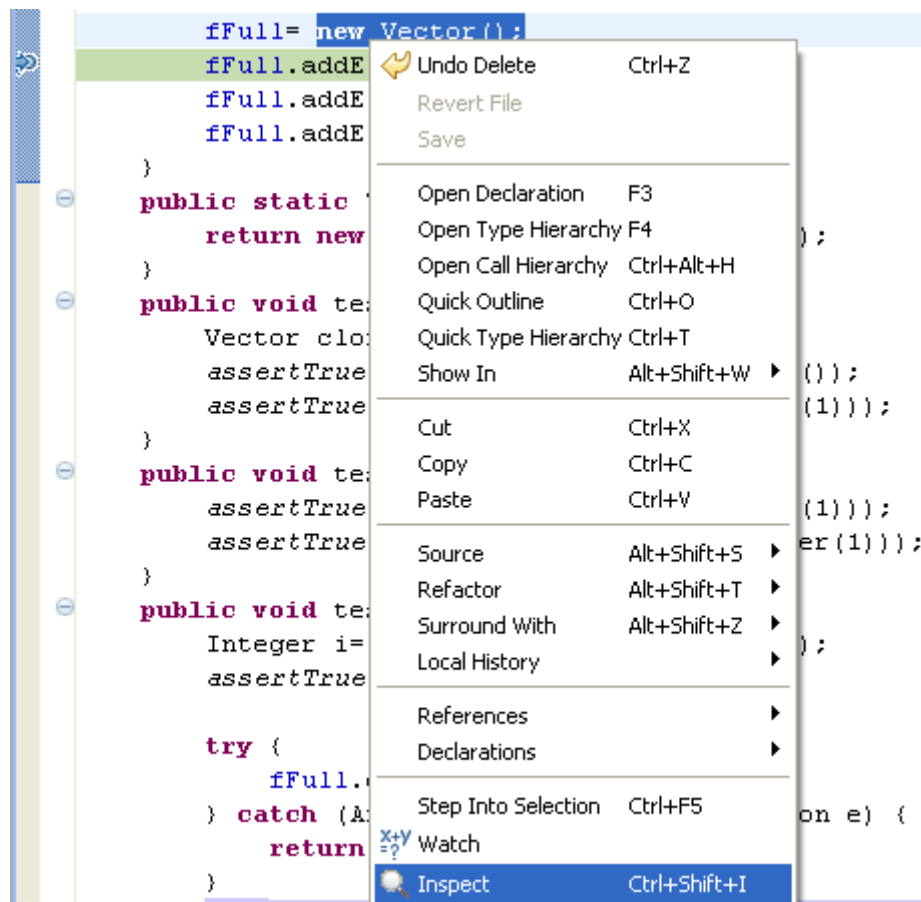 fFull= new Vector();
fFull.addE
fFull.addE
fFull.addE
}
public static
return new );
}
public void te
Vector clo
assertTrue ());
assertTrue (1)));
}
public void te
assertTrue (1)));
assertTrue er(1)));
}
public void te
Integer i= );
assertTrue
try {
fFull.
} catch (A on e) {
return
}
Undo Delete Ctrl+Z
Revert File
Save
Open Declaration F3
Open Type Hierarchy F4
Open Call Hierarchy Ctrl+Alt+H
Quick Outline Ctrl+O
Quick Type Hierarchy Ctrl+T
Show In Alt+Shift+W
Cut Ctrl+X
Copy Ctrl+C
Paste Ctrl+V
Source Alt+Shift+S
Refactor Alt+Shift+T
Surround With Alt+Shift+Z
Local History
References
Declarations
Step Into Selection Ctrl+F5
x+y =? Watch
Inspect Ctrl+Shift+I